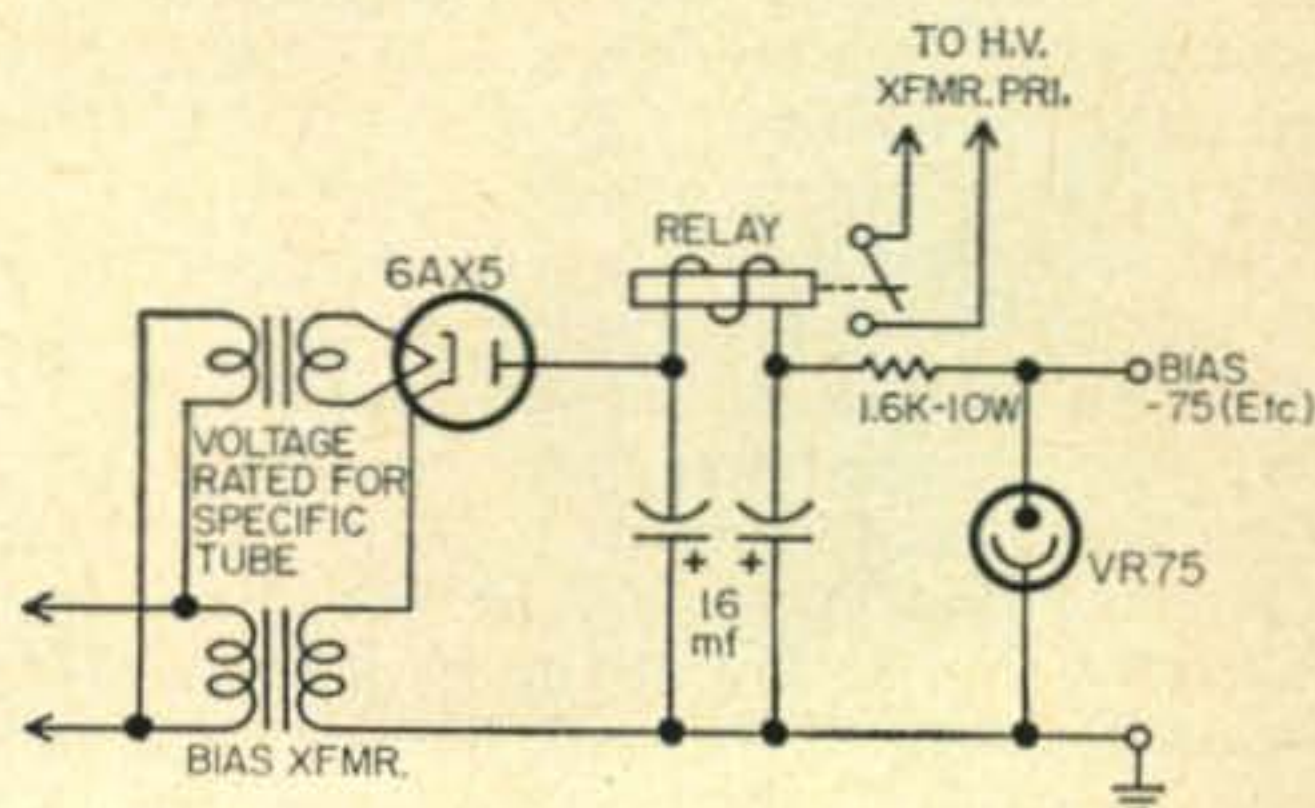 TO H.V.
XFMR. PRI.
RELAY
6AX5
BIAS
-75 (Etc.)
1.6K-10W
VOLTAGE
RATED FOR
SPECIFIC
TUBE
+ +
16
mf
VR75
BIAS XFMR.